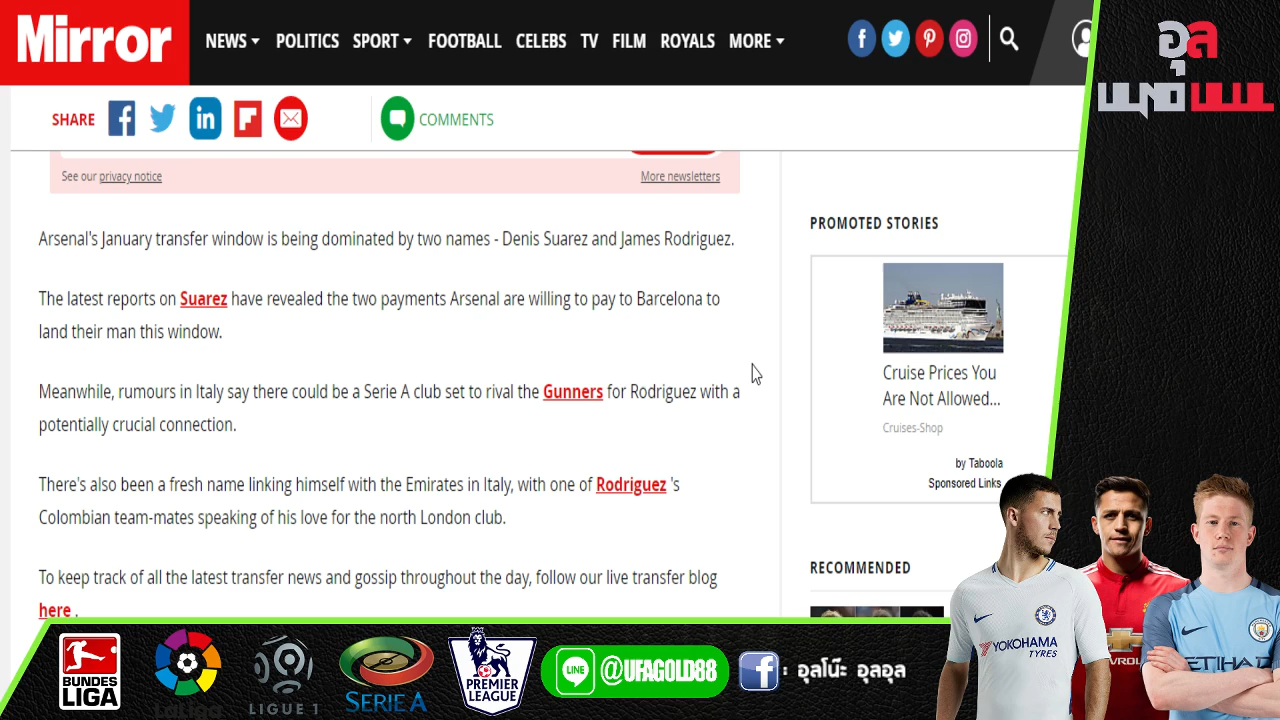 Mirror
NEWS
POLITICS
SPORT
FOOTBALL
CELEBS
TV
FILM
ROYALS
MORE
อุล
SHARE
COMMENTS
See our privacy notice
More newsletters
Arsenal's January transfer window is being dominated by two names - Denis Suarez and James Rodriguez.
The latest reports on Suarez have revealed the two payments Arsenal are willing to pay to Barcelona to
land their man this window.
Meanwhile, rumours in Italy say there could be a Serie A club set to rival the Gunners for Rodriguez with a
potentially crucial connection.
There's also been a fresh name linking himself with the Emirates in Italy, with one of Rodriguez 's
Colombian team-mates speaking of his love for the north London club.
To keep track of all the latest transfer news and gossip throughout the day, follow our live transfer blog
here .
PROMOTED STORIES
Cruise Prices You
Are Not Allowed...
Cruises-Shop
by Taboola
Sponsored Links
RECOMMENDED
BUNDES
LIGA
LaLiga
LIGUE 1
SERIE A
PREMIER
LEAGUE
LINE
@UFAGOLD88
: อุลโน๊ะ อุลอุล
YOKOHAMA
TYRES
ETIHAD